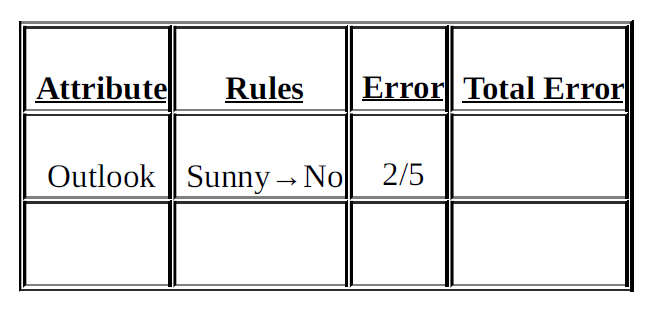 Attribute Rules Error Total Error
Outlook Sunny→No 2/5